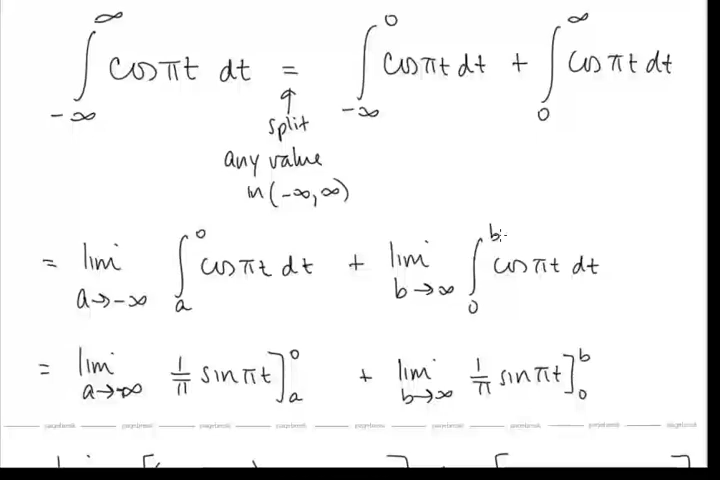 ∫_{-∞}^{∞} cos πt dt = ∫_{-∞}^{0} cos πt dt + ∫_{0}^{∞} cos πt dt
split
any value
in (-∞, ∞)
= lim_{a→-∞} ∫_{a}^{0} cos πt dt + lim_{b→∞} ∫_{0}^{b} cos πt dt
= lim_{a→-∞} 1/π sin πt]_{a}^{0} + lim_{b→∞} 1/π sin πt]_{0}^{b}